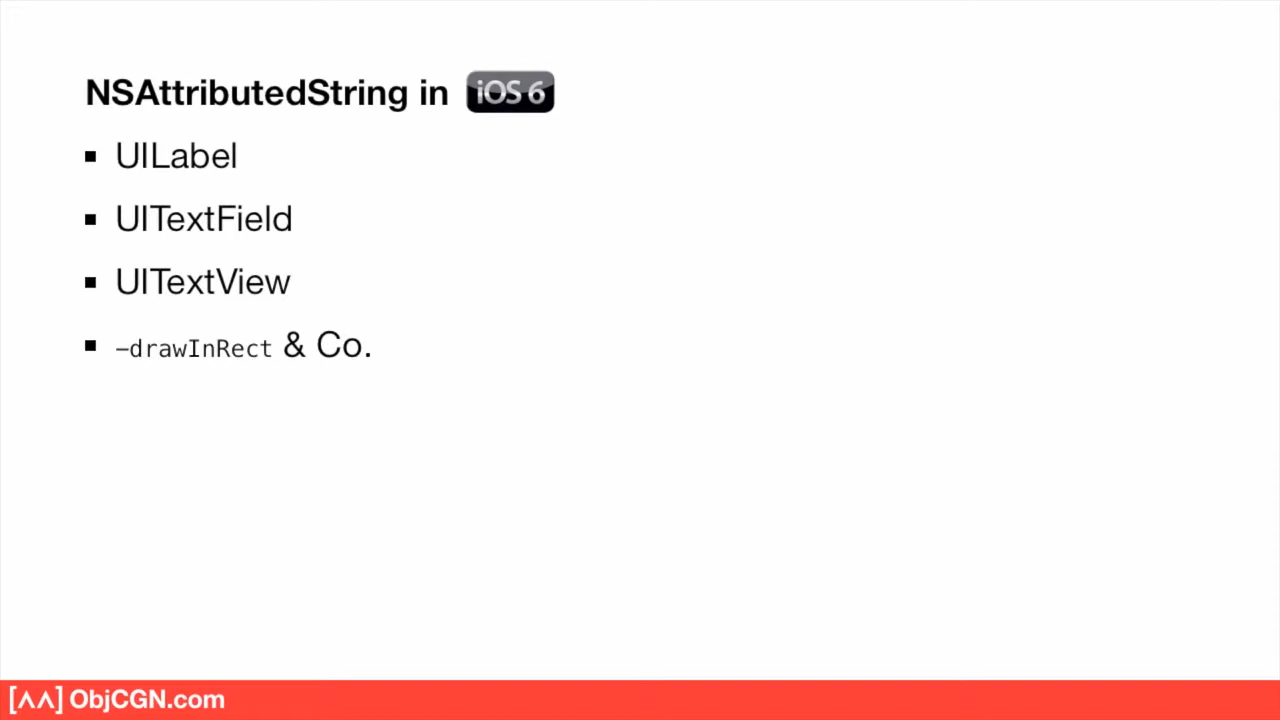 NSAttributedString in iOS 6
▪ UILabel
▪ UITextField
▪ UITextView
▪ –drawInRect & Co.
[^^] ObjCGN.com